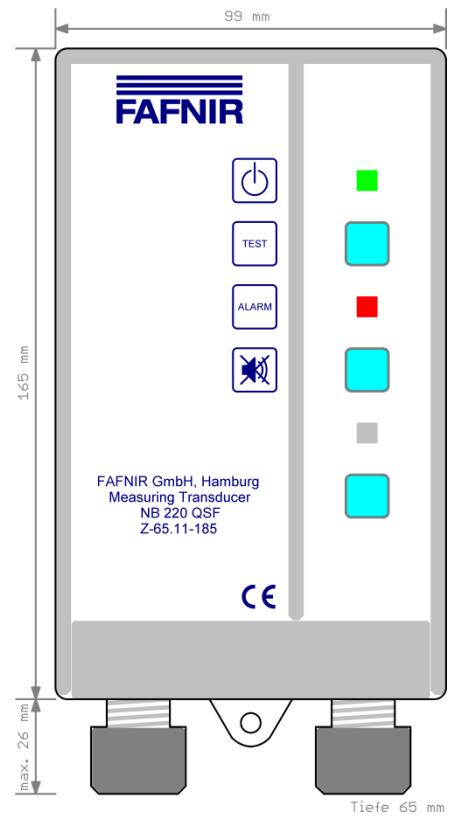 99 mm
FAFNIR
TEST
ALARM
165 mm
FAFNIR GmbH, Hamburg
Measuring Transducer
NB 220 QSF
Z-65.11-185
CE
max. 26 mm
Tiefe 65 mm